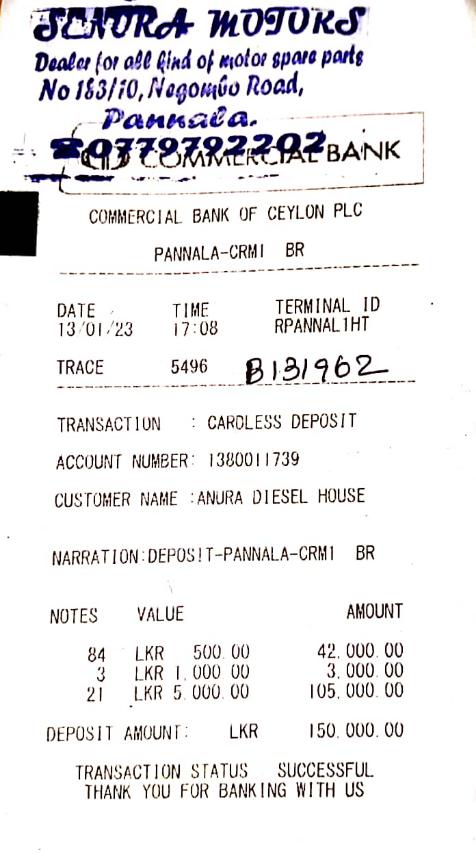 SENURA MOTORS
Dealer for all kind of motor spare parts
No 183/10, Negombo Road,
Pannala.
☎0779792202
COMMERCIAL BANK
COMMERCIAL BANK OF CEYLON PLC
PANNALA-CRM1 BR
DATE TIME TERMINAL ID
13/01/23 17:08 RPANNAL1HT
TRACE 5496 B131962
TRANSACTION : CARDLESS DEPOSIT
ACCOUNT NUMBER: 1380011739
CUSTOMER NAME :ANURA DIESEL HOUSE
NARRATION:DEPOSIT-PANNALA-CRM1 BR
NOTES VALUE AMOUNT
84 LKR 500.00 42,000.00
3 LKR 1,000.00 3,000.00
21 LKR 5,000.00 105,000.00
DEPOSIT AMOUNT: LKR 150,000.00
TRANSACTION STATUS SUCCESSFUL
THANK YOU FOR BANKING WITH US